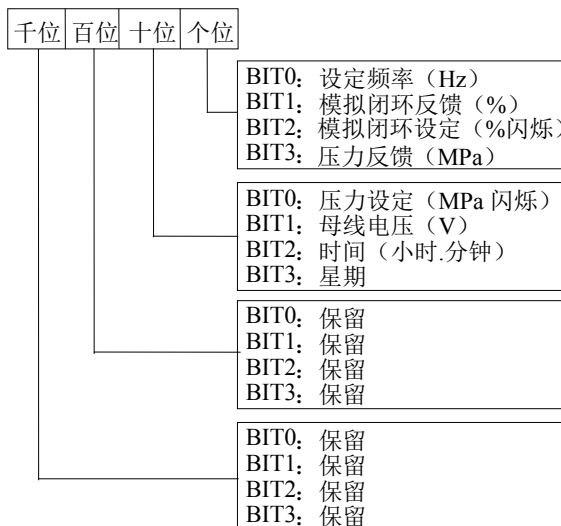 千位 百位 十位 个位
BIT0：设定频率（Hz）
BIT1：模拟闭环反馈（%）
BIT2：模拟闭环设定（%闪烁）
BIT3：压力反馈（MPa）
BIT0：压力设定（MPa 闪烁）
BIT1：母线电压（V）
BIT2：时间（小时.分钟）
BIT3：星期
BIT0：保留
BIT1：保留
BIT2：保留
BIT3：保留
BIT0：保留
BIT1：保留
BIT2：保留
BIT3：保留